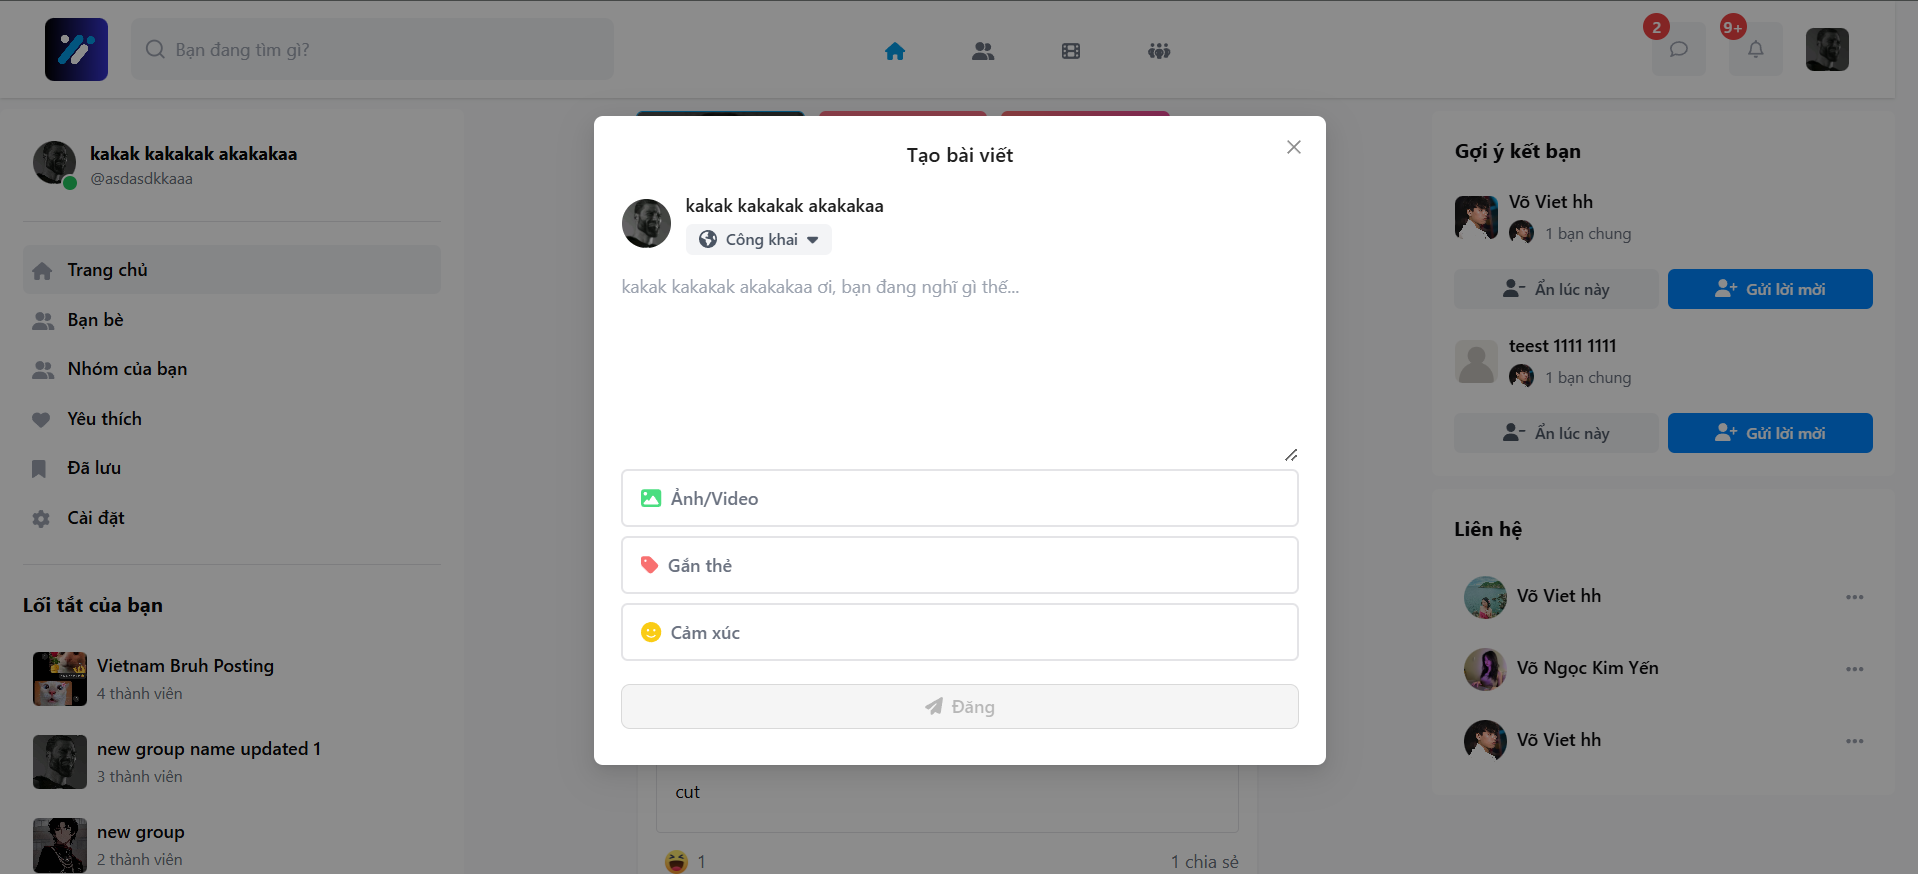 Bạn đang tìm gì?
2
9+
kakak kakakak akakakaa
@asdasdkkaaa
Trang chủ
Bạn bè
Nhóm của bạn
Yêu thích
Đã lưu
Cài đặt
Lối tắt của bạn
Vietnam Bruh Posting
4 thành viên
new group name updated 1
3 thành viên
new group
2 thành viên
Tạo bài viết
kakak kakakak akakakaa
Công khai
kakak kakakak akakakaa ơi, bạn đang nghĩ gì thế...
Ảnh/Video
Gắn thẻ
Cảm xúc
Đăng
cut
1
1 chia sẻ
Gợi ý kết bạn
Võ Viet hh
1 bạn chung
Ẩn lúc này
Gửi lời mời
teest 1111 1111
1 bạn chung
Ẩn lúc này
Gửi lời mời
Liên hệ
Võ Viet hh
Võ Ngọc Kim Yến
Võ Viet hh